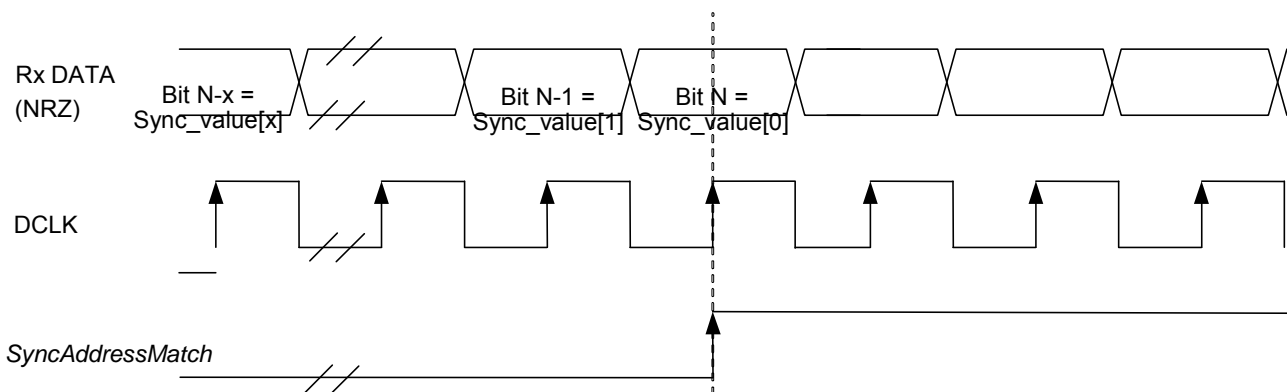 Rx DATA
(NRZ)
Bit N-x =
Sync_value[x]
Bit N-1 =
Sync_value[1]
Bit N =
Sync_value[0]
DCLK
SyncAddressMatch